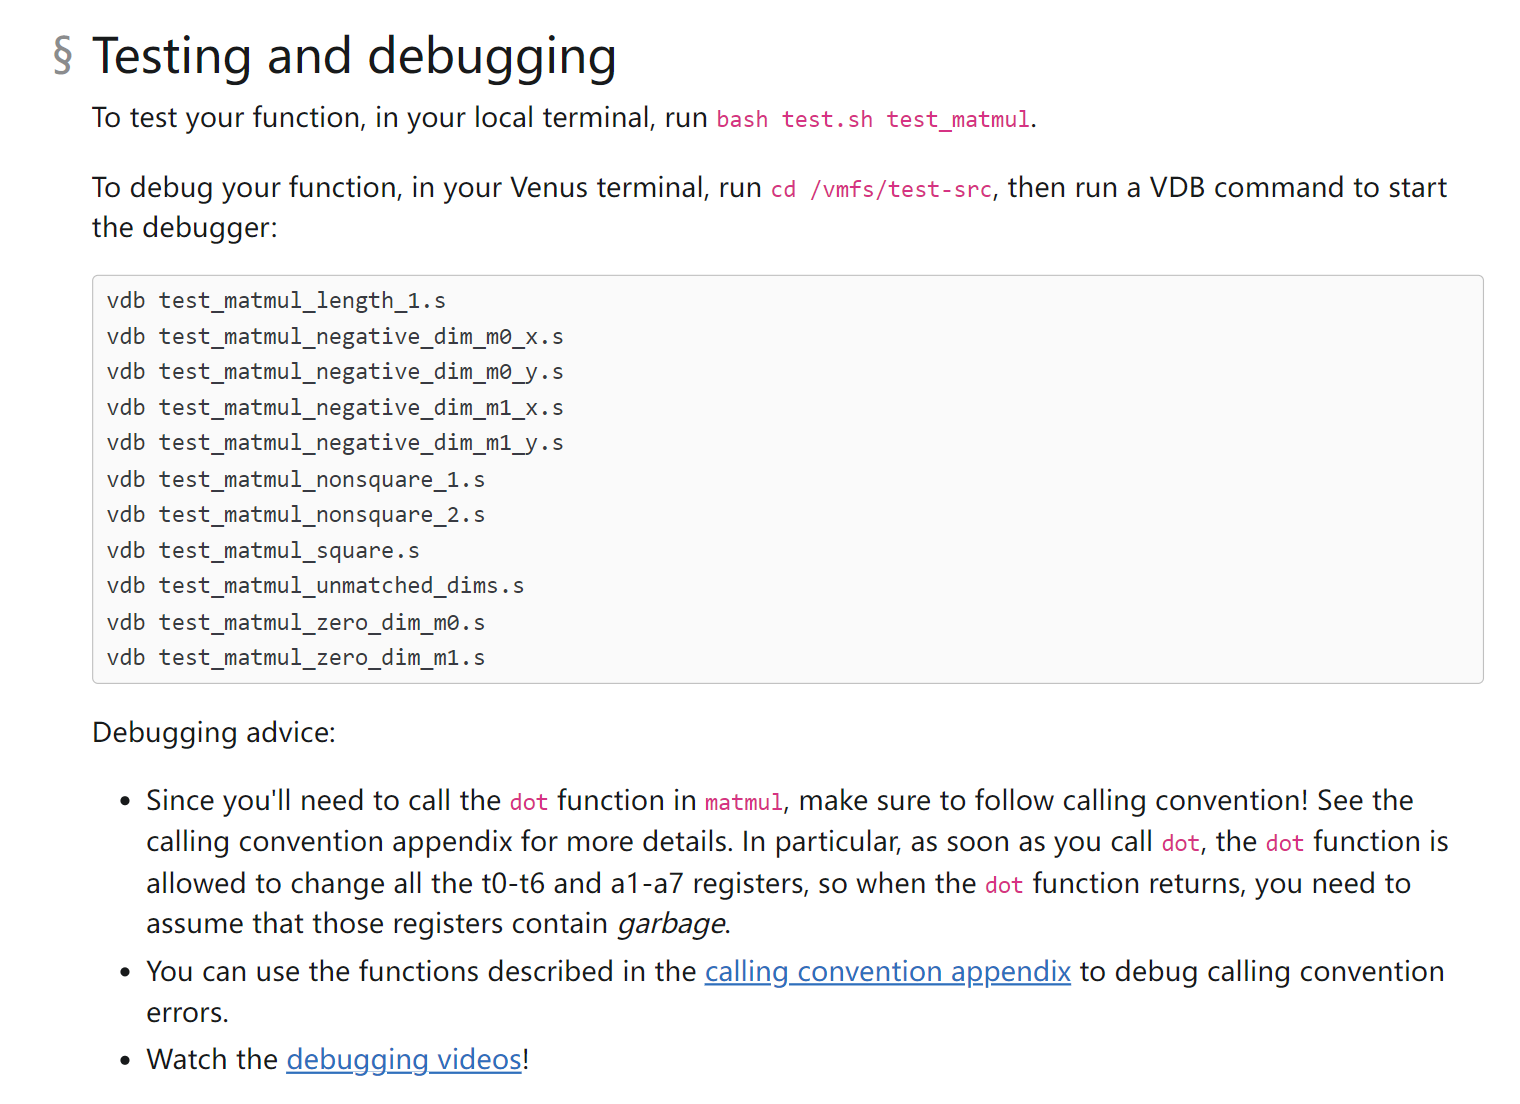 § Testing and debugging
To test your function, in your local terminal, run bash test.sh test_matmul.
To debug your function, in your Venus terminal, run cd /vmfs/test-src, then run a VDB command to start
the debugger:
vdb test_matmul_length_1.s
vdb test_matmul_negative_dim_m0_x.s
vdb test_matmul_negative_dim_m0_y.s
vdb test_matmul_negative_dim_m1_x.s
vdb test_matmul_negative_dim_m1_y.s
vdb test_matmul_nonsquare_1.s
vdb test_matmul_nonsquare_2.s
vdb test_matmul_square.s
vdb test_matmul_unmatched_dims.s
vdb test_matmul_zero_dim_m0.s
vdb test_matmul_zero_dim_m1.s
Debugging advice:
• Since you'll need to call the dot function in matmul, make sure to follow calling convention! See the
calling convention appendix for more details. In particular, as soon as you call dot, the dot function is
allowed to change all the t0-t6 and a1-a7 registers, so when the dot function returns, you need to
assume that those registers contain garbage.
• You can use the functions described in the calling convention appendix to debug calling convention
errors.
• Watch the debugging videos!